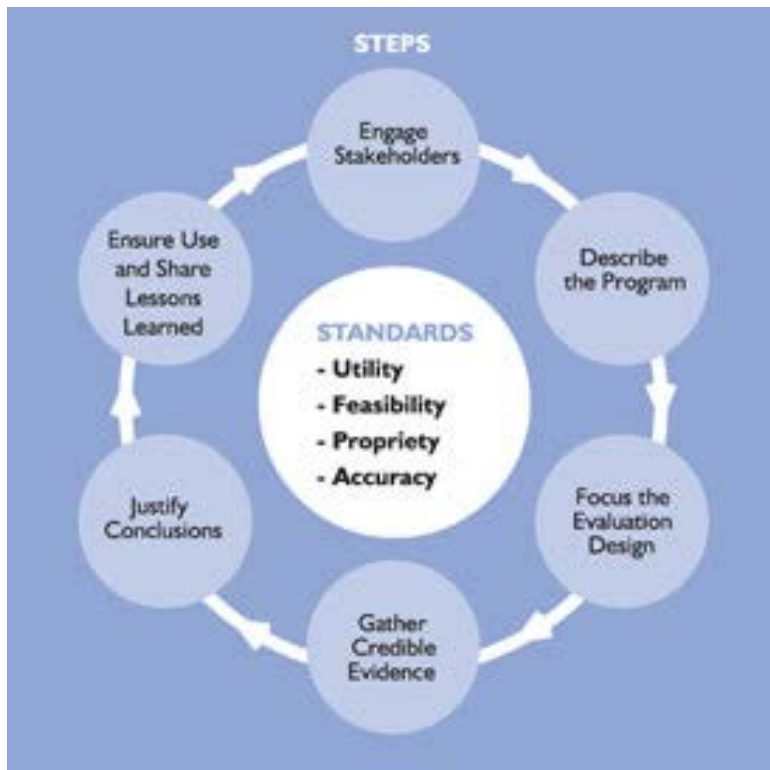 STEPS
Engage
Stakeholders
Describe
the Program
Focus the
Evaluation
Design
Gather
Credible
Evidence
Justify
Conclusions
Ensure Use
and Share
Lessons
Learned
STANDARDS
- Utility
- Feasibility
- Propriety
- Accuracy